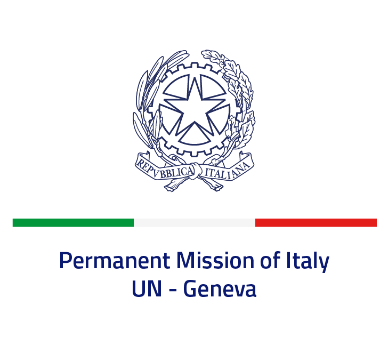 REPVBBLICA ITALIANA
Permanent Mission of Italy
UN - Geneva